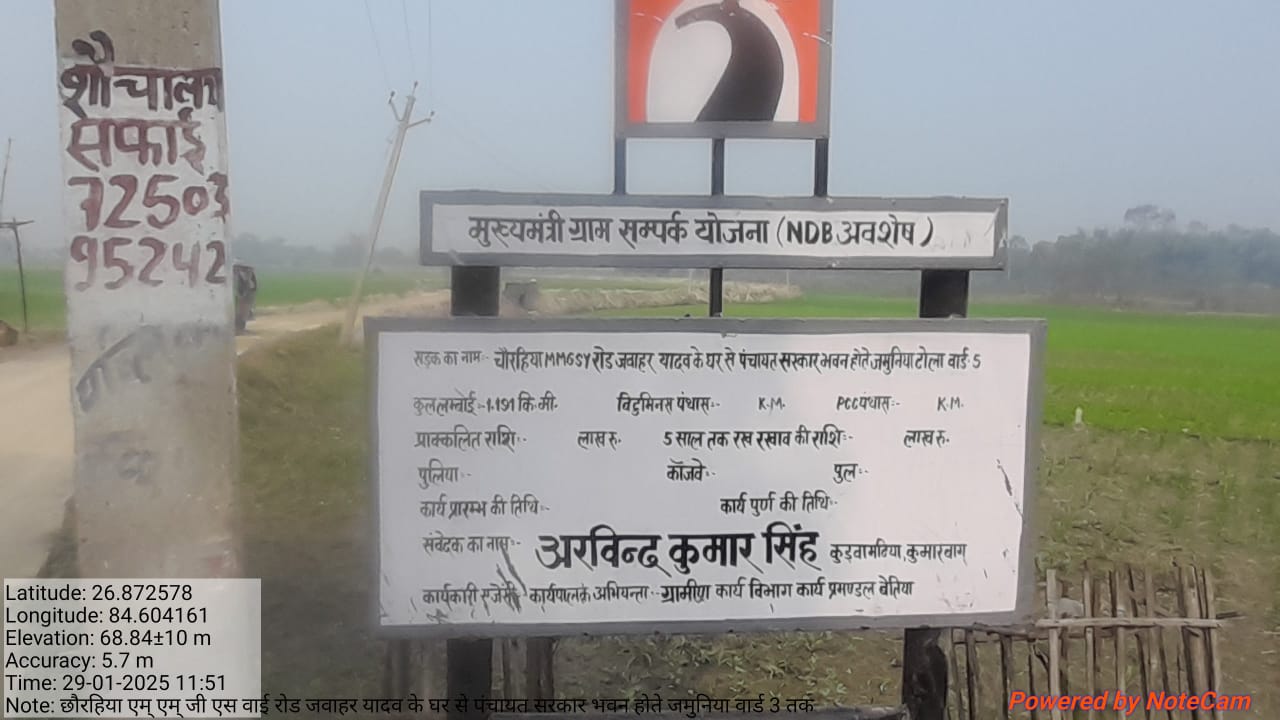 शौचालय
सफाई
72503
95242
मुख्यमंत्री ग्राम सम्पर्क योजना (NDB अवशेष)
सड़क का नाम:- चौरहिया MMGSY रोड जवाहर यादव के घर से पंचायत सरकार भवन होते जमुनिया टोला वार्ड-5
कुल लम्बाई:-1.191 कि.मी. विटुमिनस पंथास:- K.M. PCC पंथास:- K.M.
प्राक्कलित राशि:- लाख रु. 5 साल तक रख रखाव की राशि:- लाख रु.
पुलिया:- कॉजवे:- पुल:-
कार्य प्रारम्भ की तिथि:- कार्य पुर्ण की तिथि:-
संवेदक का नाम:- अरविन्द कुमार सिंह कुड़वामठिया, कुमारबाग
कार्यकारी एजेंसी कार्यपालक अभियन्ता:- ग्रामीण कार्य विभाग कार्य प्रमण्डल बेतिया
Latitude: 26.872578
Longitude: 84.604161
Elevation: 68.84±10 m
Accuracy: 5.7 m
Time: 29-01-2025 11:51
Note: छौरहिया एम् एम् जी एस वाई रोड जवाहर यादव के घर से पंचायत सरकार भवन होते जमुनिया वार्ड 3 तक
Powered by NoteCam